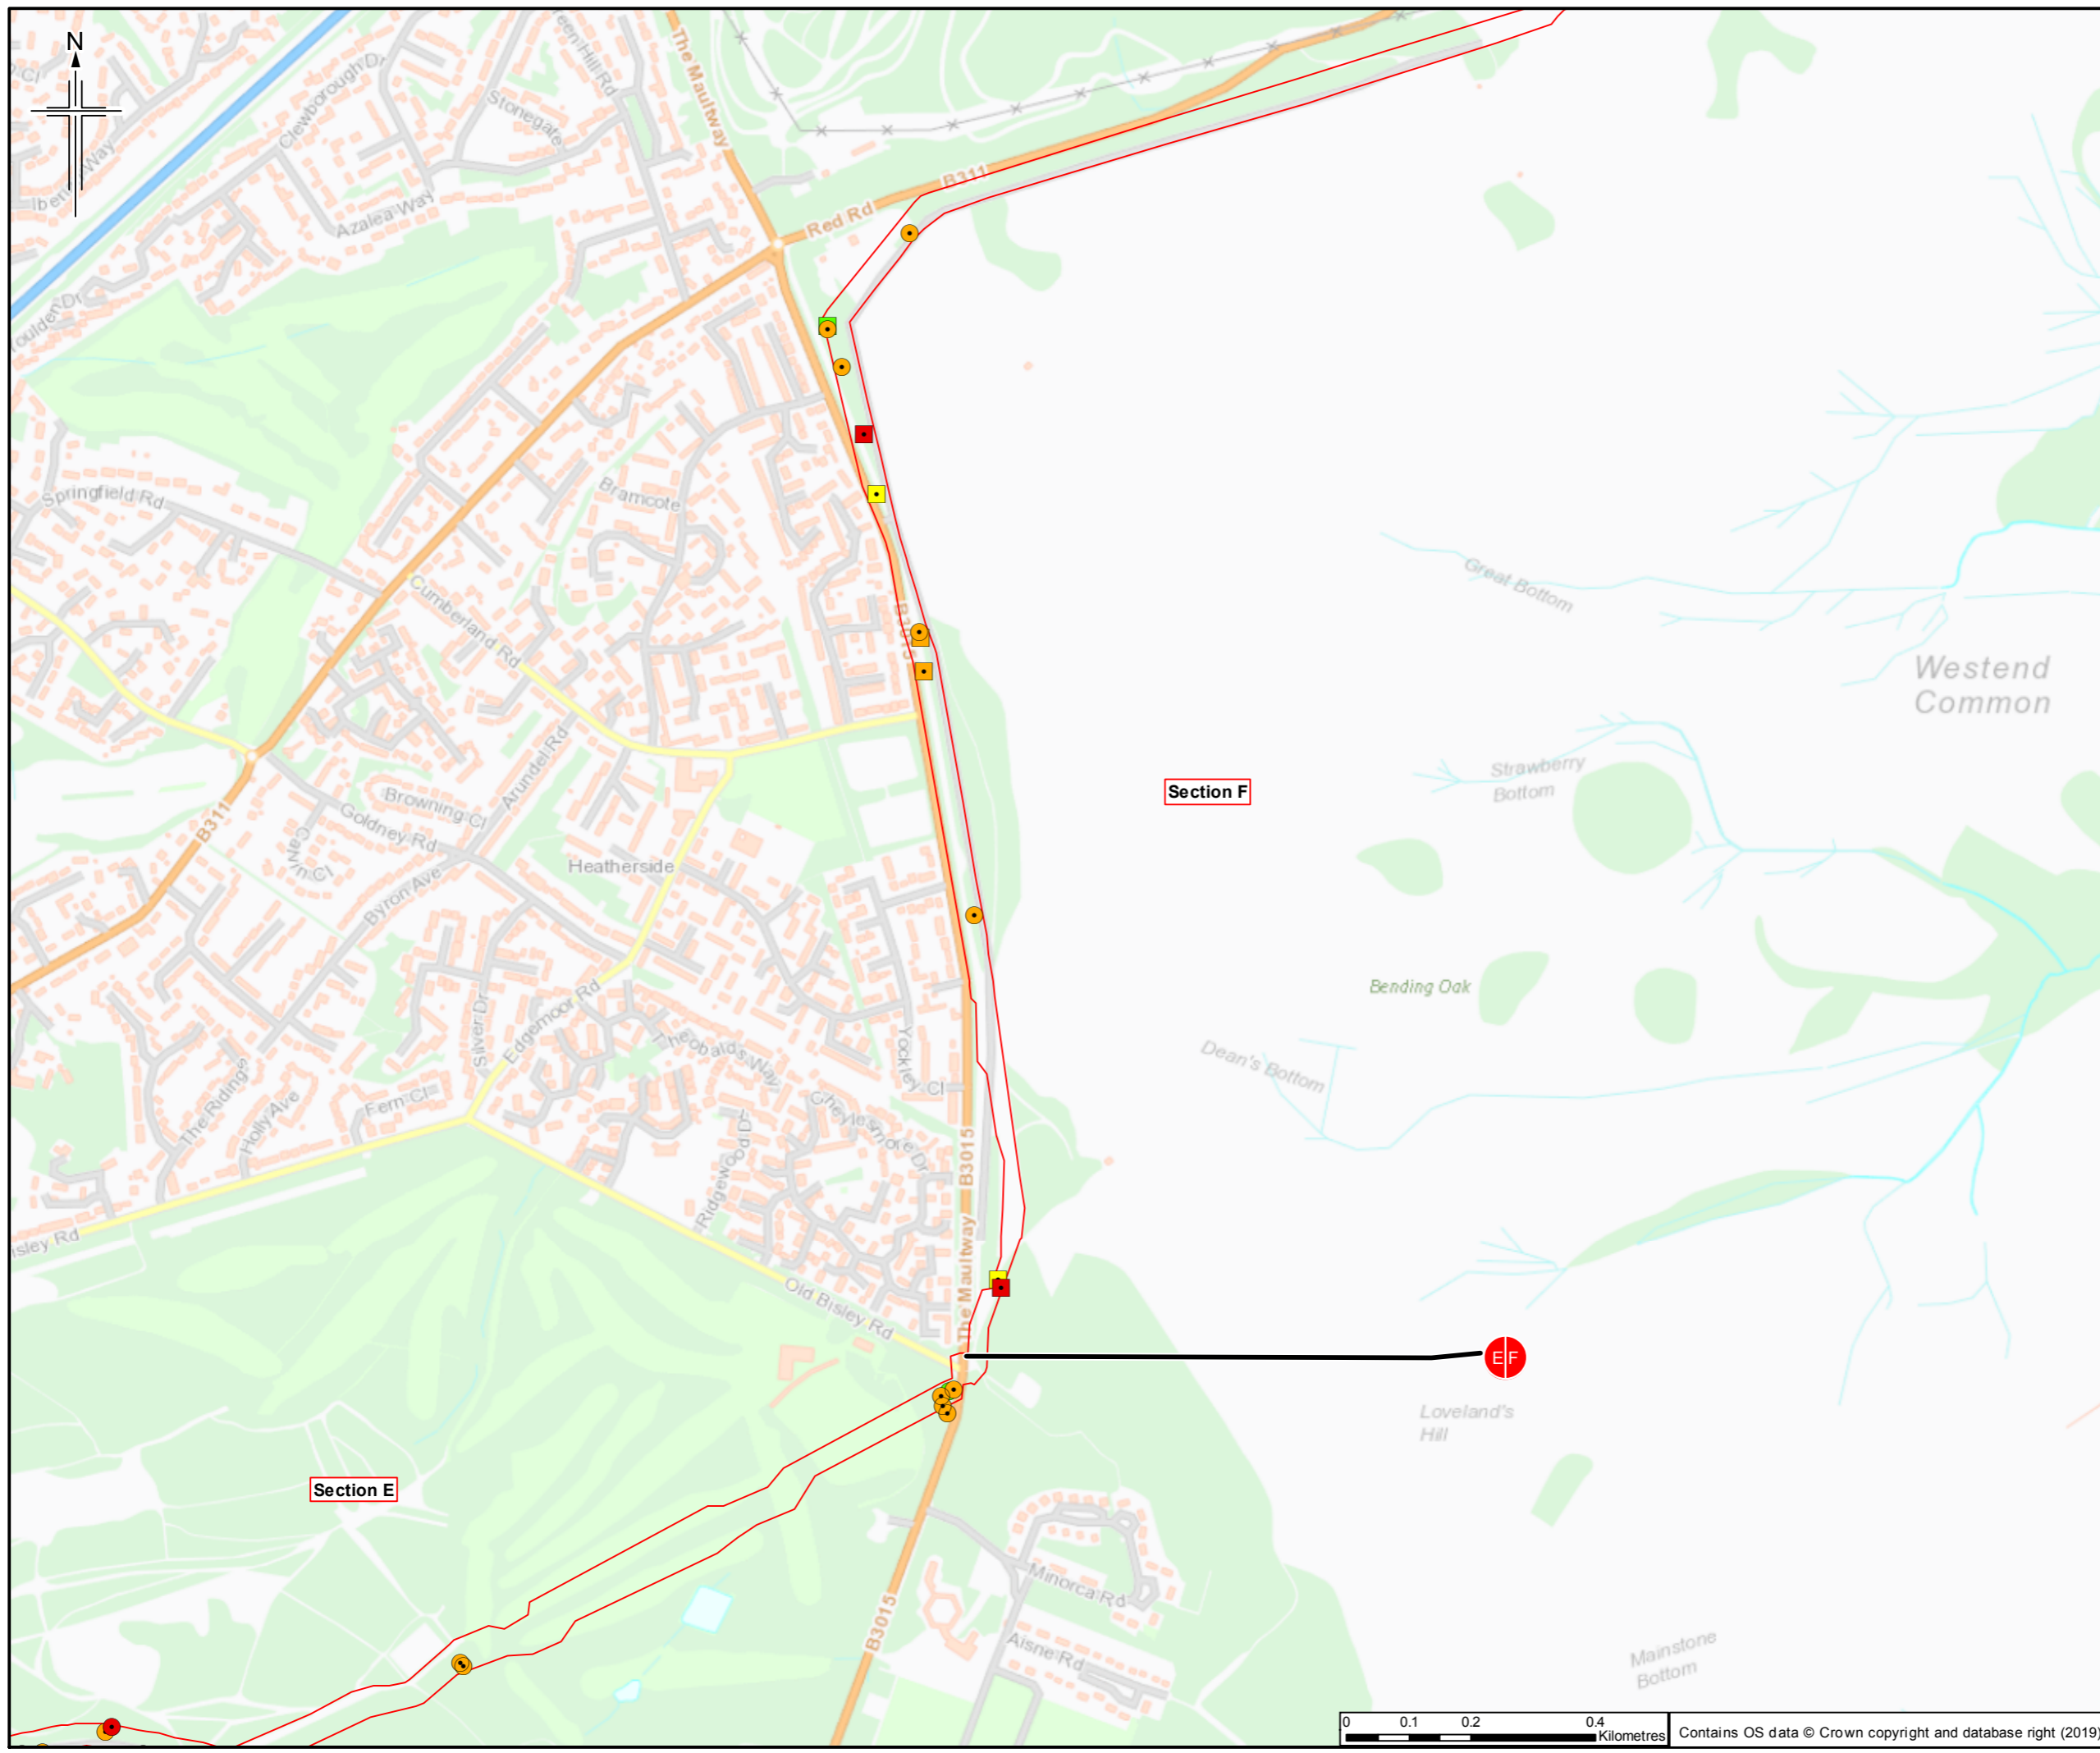 N
The Maultway
Clewborough Dr
Stonegate
Azalea Way
B311
Red Rd
Springfield Rd
Bramcote
Great Bottom
Cumberland Rd
B3015
Westend
Common
Strawberry
Bottom
Section F
Arundel Rd
Browning Cl
Goldney Rd
B311
Heatherside
Byron Ave
Bending Oak
Silver Dr
Edgemoor Rd
Theobalds Way
Yockley Cl
Dean's Bottom
The Ridings
Holly Ave
Fern Cl
Cheylesmore Dr
Ridgewood Dr
B3015
The Maultway
Old Bisley Rd
E F
Loveland's
Hill
Section E
Minorca Rd
B3015
Aisne Rd
Mainstone
Bottom
0 0.1 0.2 0.4
Kilometres
Contains OS data © Crown copyright and database right (2019)